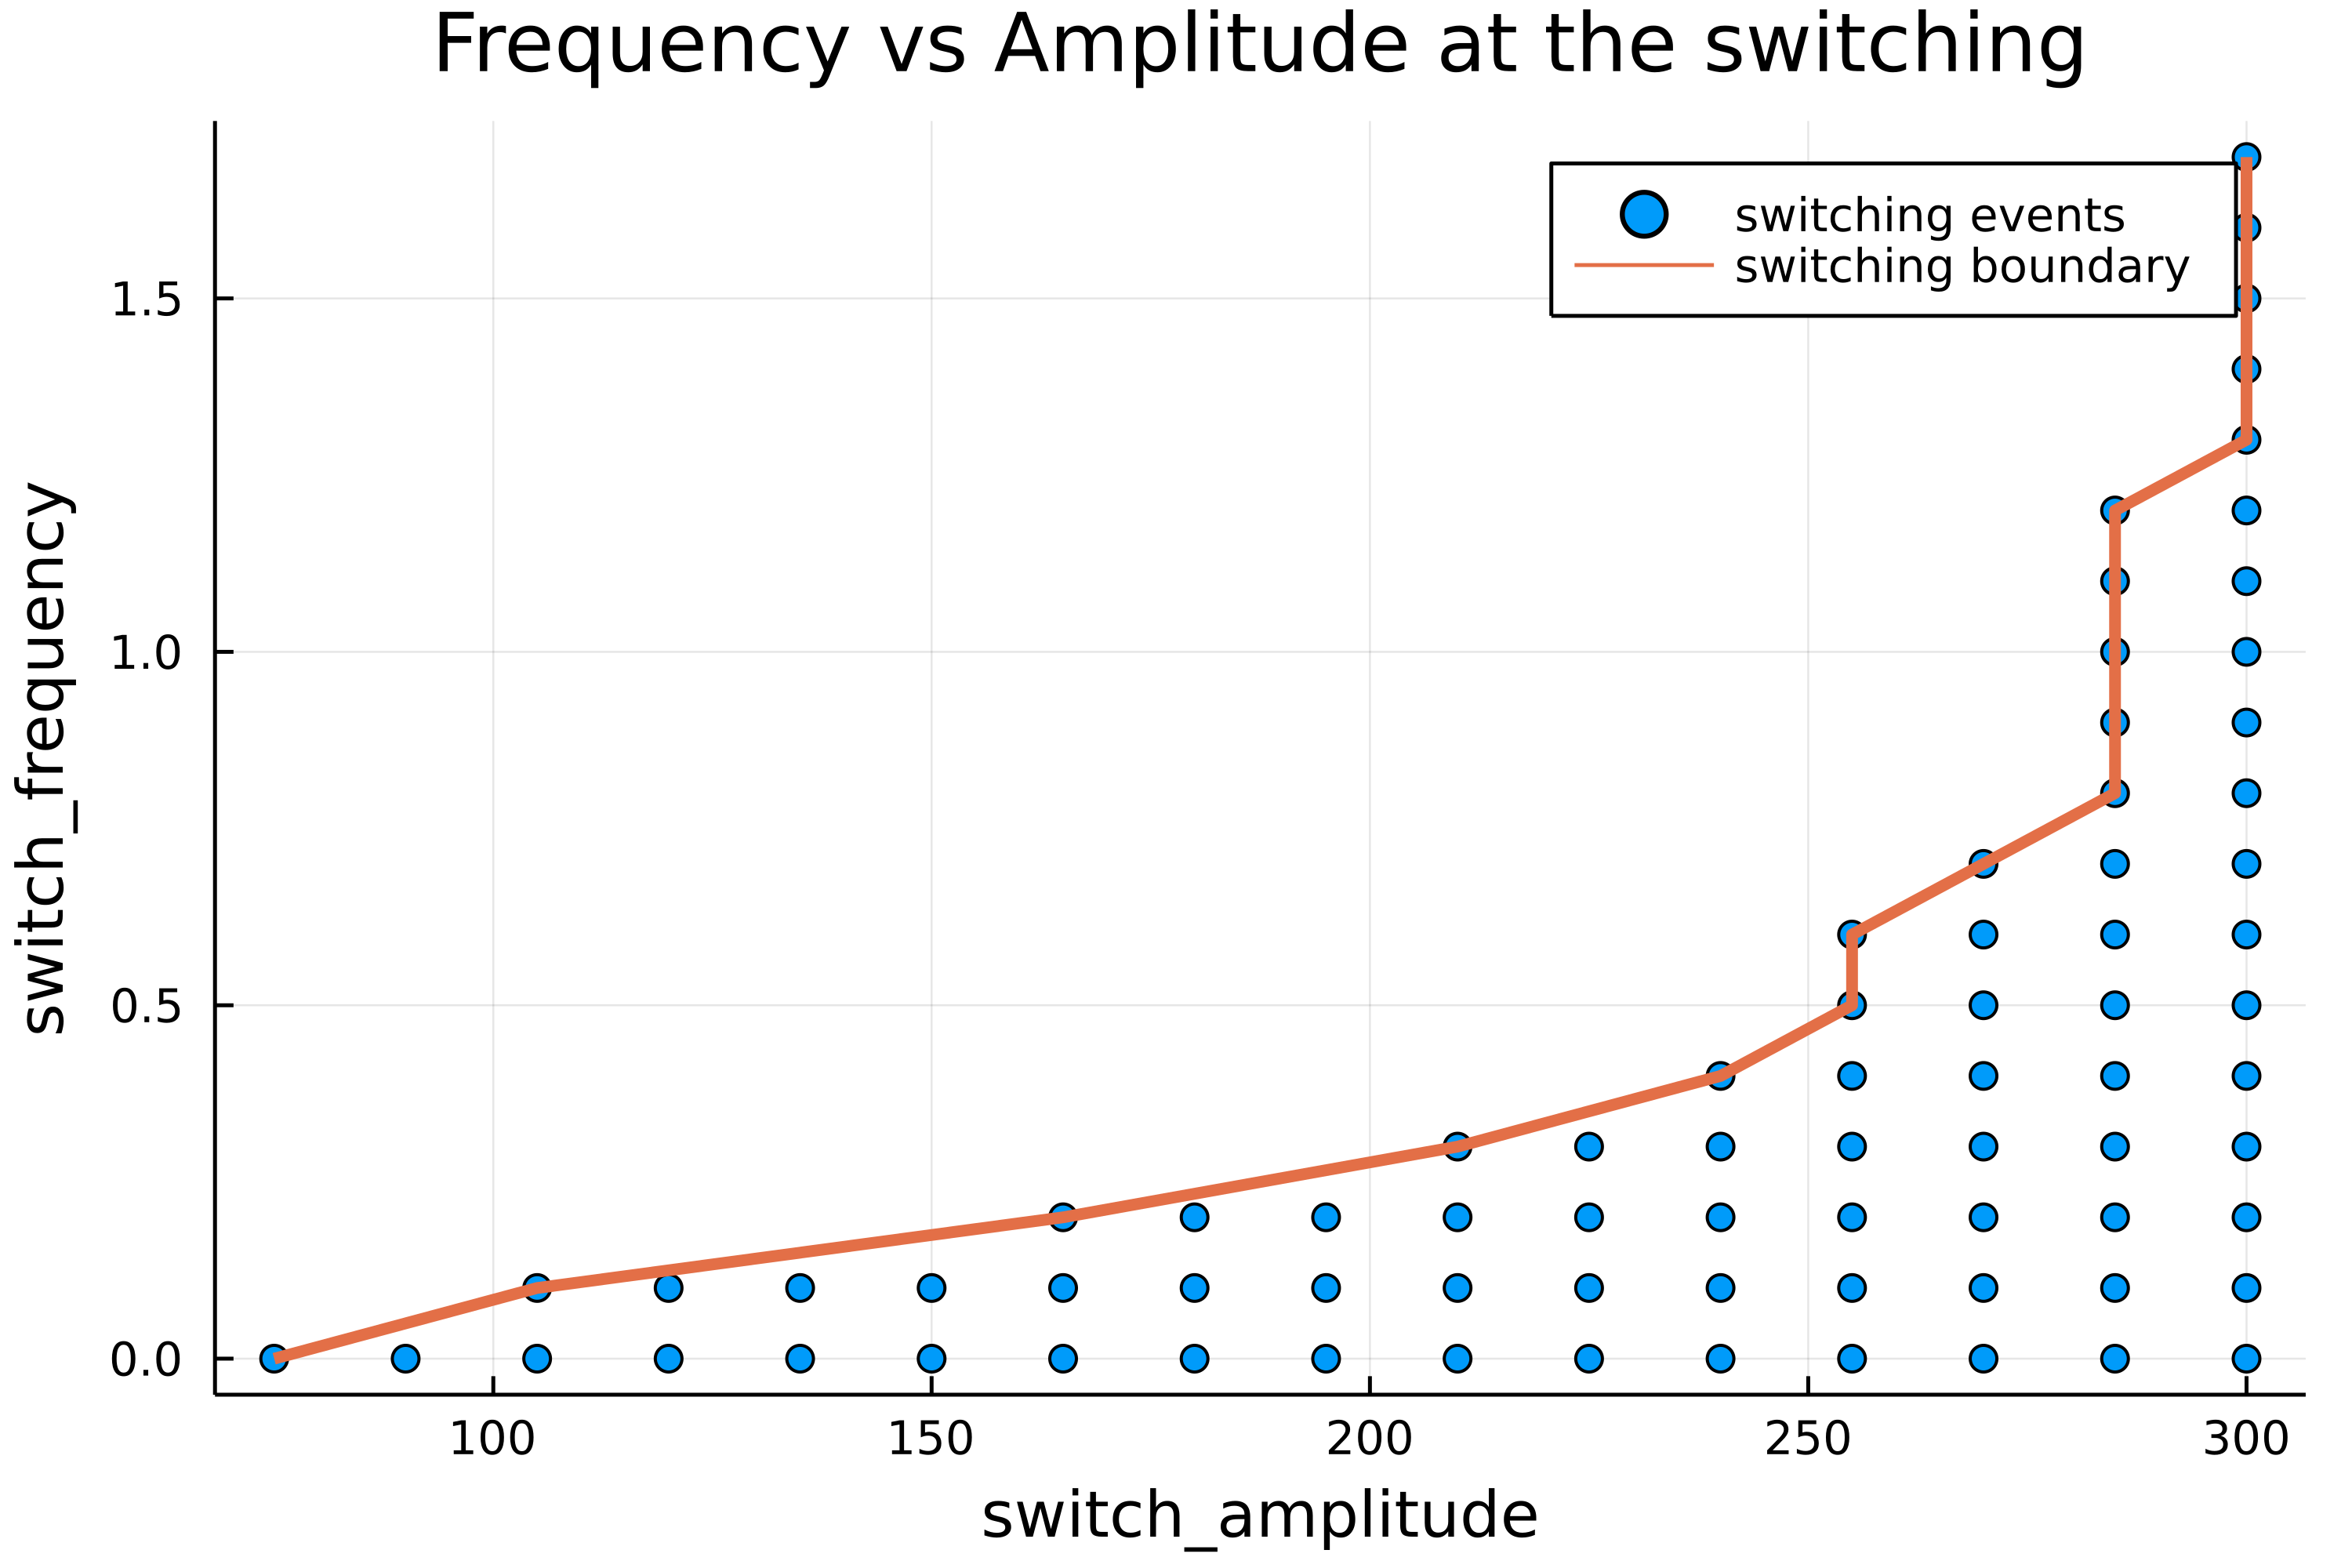 Frequency vs Amplitude at the switching
switching events
switching boundary
switch_frequency
1.5
1.0
0.5
0.0
100 150 200 250 300
switch_amplitude